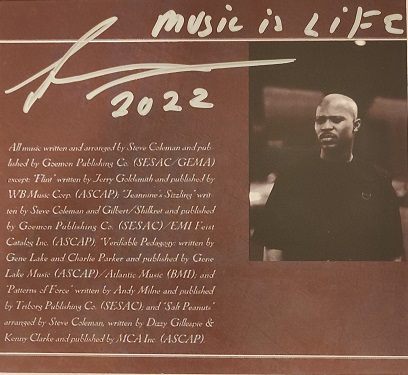 MUSIC is LiFE
2022
All music written and arranged by Steve Coleman and pub-
lished by Goemon Publishing Co. (SESAC/GEMA)
except: "Flint" written by Jerry Goldsmith and published by
WB Music Corp. (ASCAP); "Jeannine's Sizzling" writ-
ten by Steve Coleman and Gilbert/Shilkret and published
by Goemon Publishing Co. (SESAC)/EMI Feist
Catalog Inc. (ASCAP); "Verifiable Pedagogy: written by
Gene Lake and Charlie Parker and published by Gene
Lake Music (ASCAP)/Atlantic Music (BMI); and
"Patterns of Force" written by Andy Milne and published
by Triborg Publishing Co. (SESAC); and "Salt Peanuts"
arranged by Steve Coleman, written by Dizzy Gillespie &
Kenny Clarke and published by MCA Inc. (ASCAP).